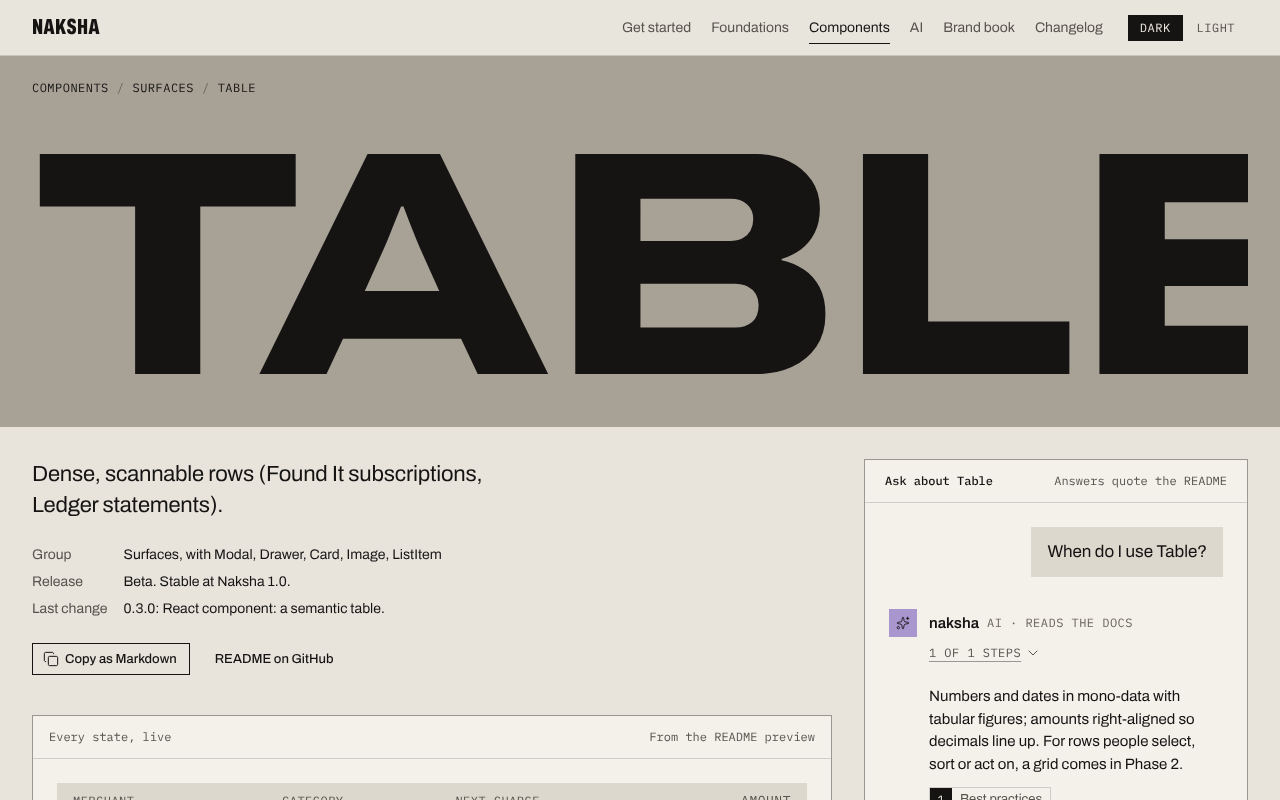 NAKSHA
Get started Foundations Components AI Brand book Changelog DARK LIGHT
COMPONENTS / SURFACES / TABLE
TABLE
Dense, scannable rows (Found It subscriptions,
Ledger statements).
Group Surfaces, with Modal, Drawer, Card, Image, ListItem
Release Beta. Stable at Naksha 1.0.
Last change 0.3.0: React component: a semantic table.
Copy as Markdown README on GitHub
Every state, live From the README preview
MERCHANT CATEGORY NEXT CHARGE AMOUNT
Ask about Table Answers quote the README
When do I use Table?
naksha AI · READS THE DOCS
1 OF 1 STEPS
Numbers and dates in mono-data with
tabular figures; amounts right-aligned so
decimals line up. For rows people select,
sort or act on, a grid comes in Phase 2.
1 Best practices